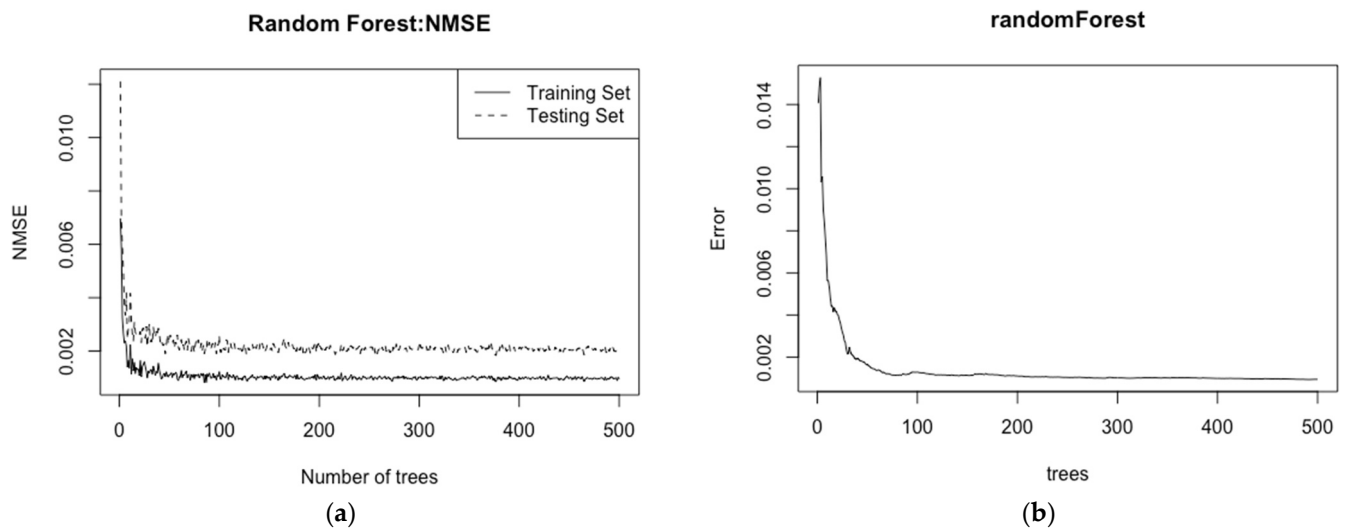 Random Forest:NMSE
Training Set
Testing Set
NMSE
0.002
0.006
0.010
0 100 200 300 400 500
Number of trees
(a)
randomForest
Error
0.002
0.006
0.010
0.014
0 100 200 300 400 500
trees
(b)